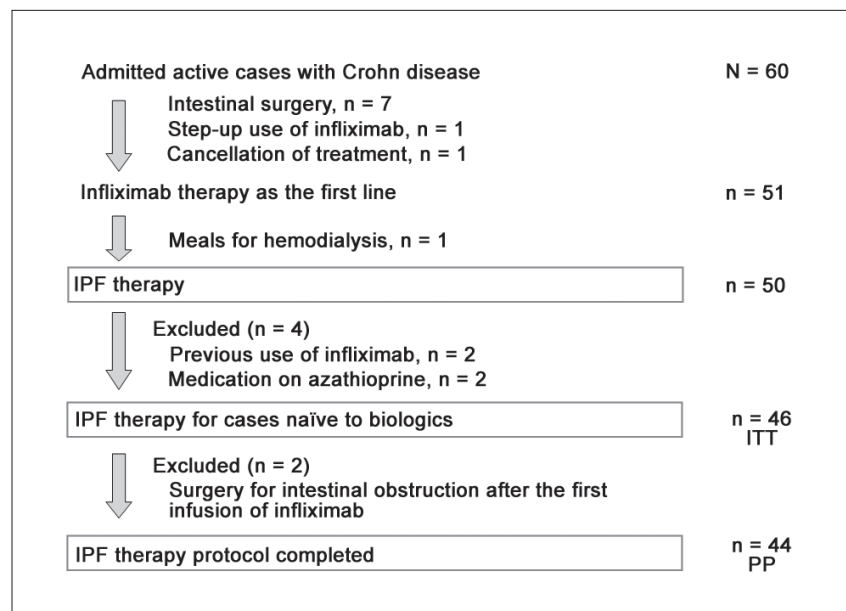 Admitted active cases with Crohn disease N = 60
Intestinal surgery, n = 7
Step-up use of infliximab, n = 1
Cancellation of treatment, n = 1
Infliximab therapy as the first line n = 51
Meals for hemodialysis, n = 1
IPF therapy n = 50
Excluded (n = 4)
Previous use of infliximab, n = 2
Medication on azathioprine, n = 2
IPF therapy for cases naïve to biologics n = 46
ITT
Excluded (n = 2)
Surgery for intestinal obstruction after the first
infusion of infliximab
IPF therapy protocol completed n = 44
PP